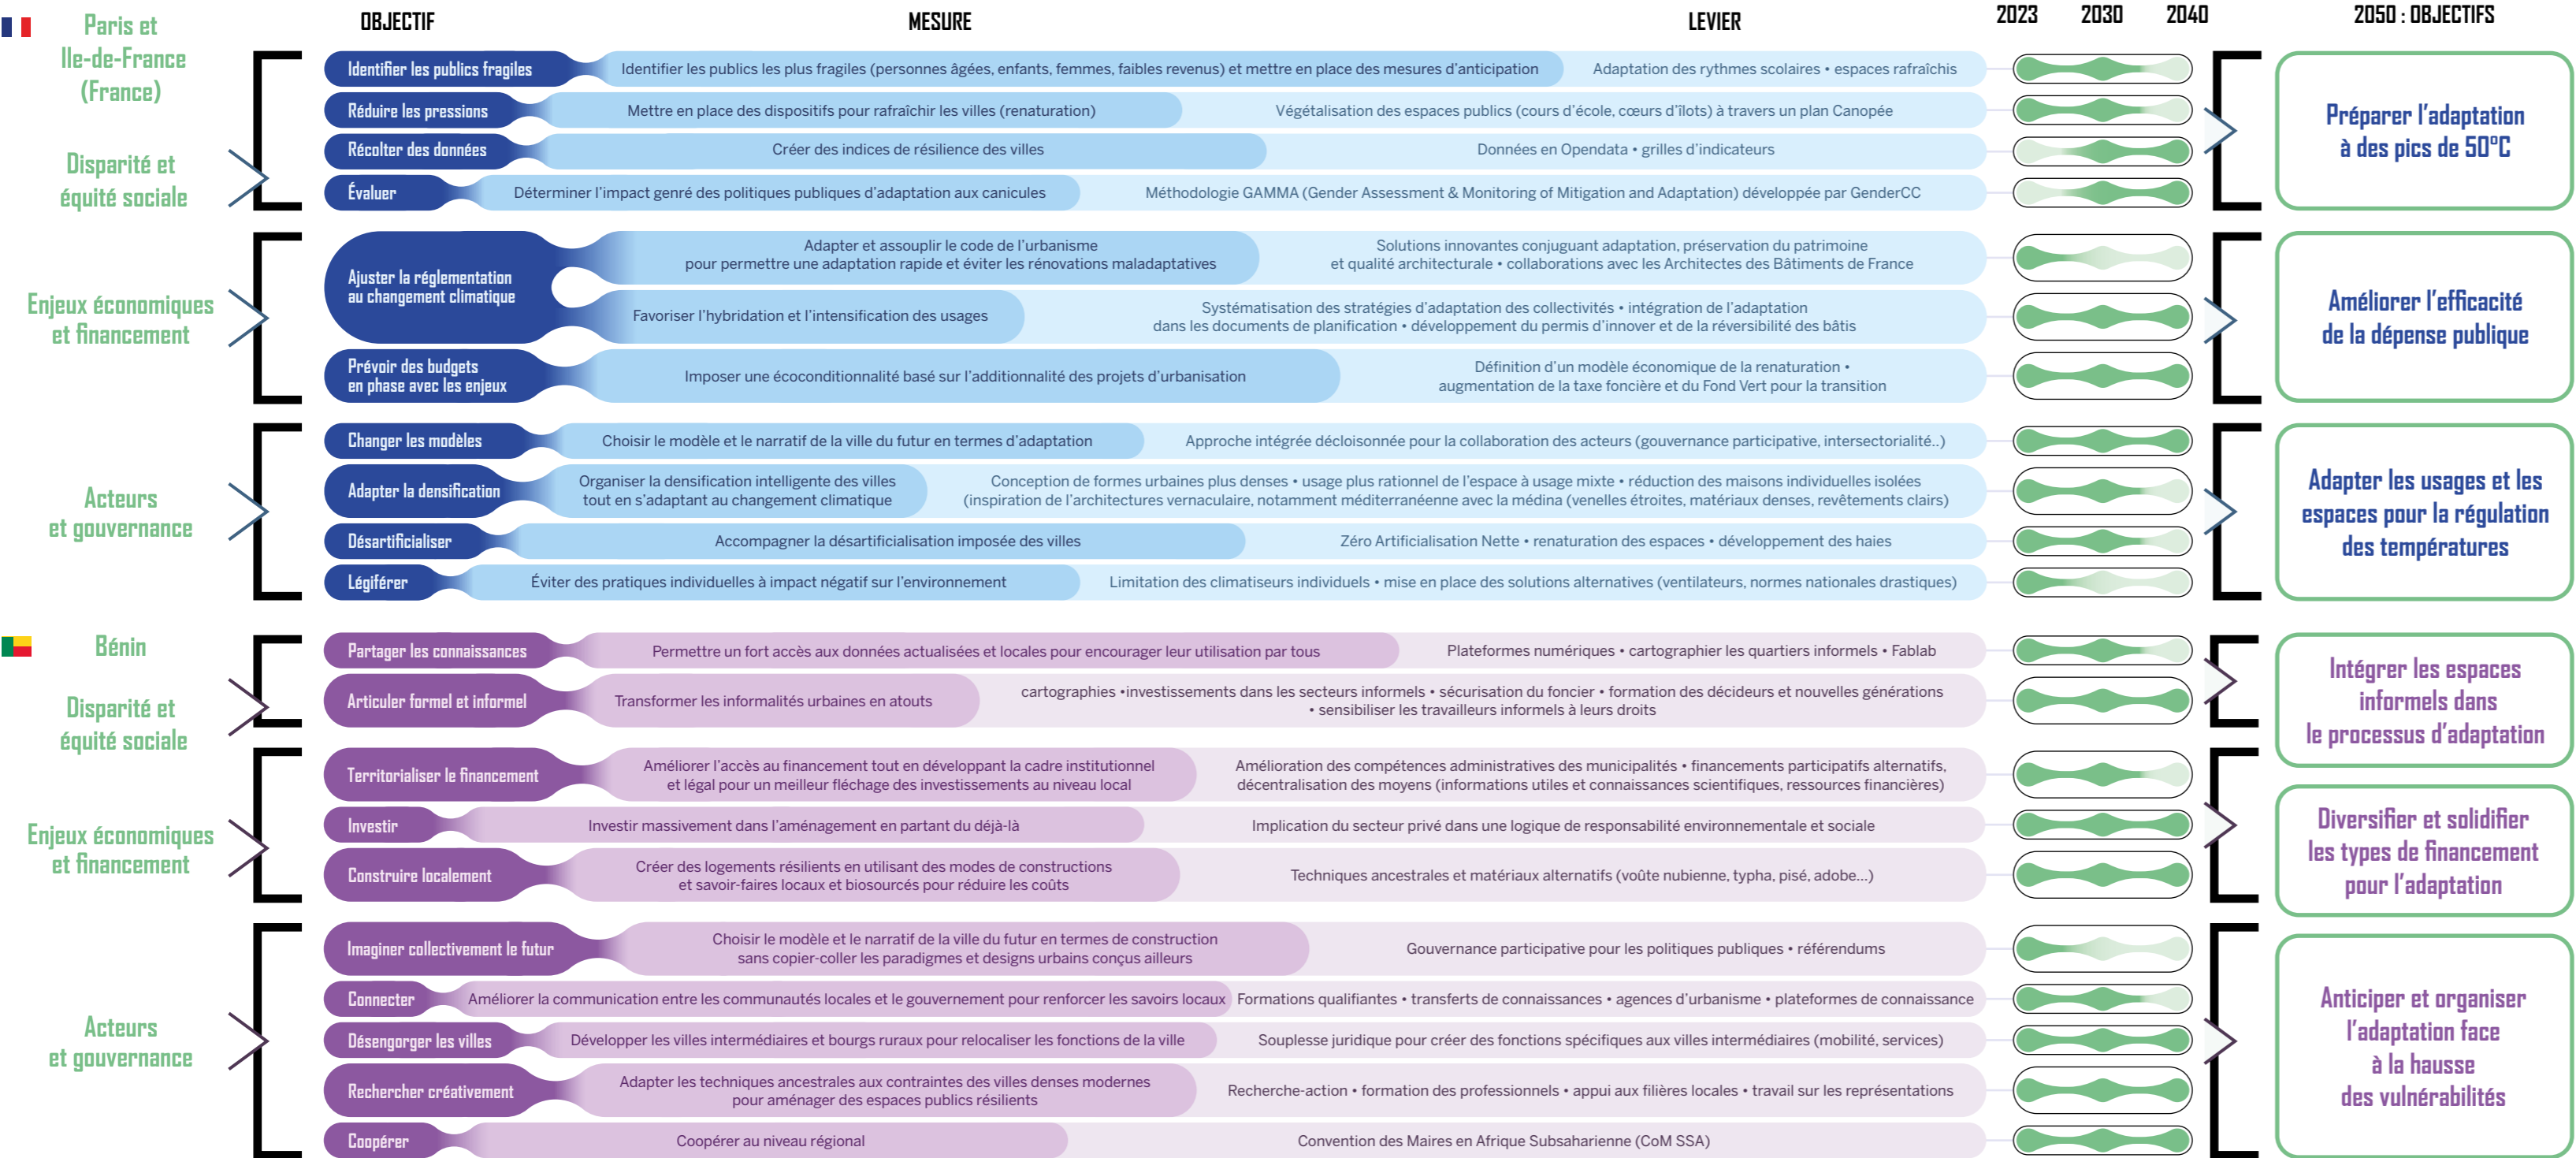 OBJECTIF
MESURE
LEVIER
2023
2030
2040
2050 : OBJECTIFS
Paris et
Ile-de-France
(France)
Disparité et
équité sociale
Identifier les publics fragiles
Identifier les publics les plus fragiles (personnes âgées, enfants, femmes, faibles revenus) et mettre en place des mesures d'anticipation
Adaptation des rythmes scolaires • espaces rafraîchis
Réduire les pressions
Mettre en place des dispositifs pour rafraîchir les villes (renaturation)
Végétalisation des espaces publics (cours d'école, cœurs d'îlots) à travers un plan Canopée
Récolter des données
Créer des indices de résilience des villes
Données en Opendata • grilles d'indicateurs
Évaluer
Déterminer l'impact genré des politiques publiques d'adaptation aux canicules
Méthodologie GAMMA (Gender Assessment & Monitoring of Mitigation and Adaptation) développée par GenderCC
Préparer l'adaptation
à des pics de 50°C
Enjeux économiques
et financement
Ajuster la réglementation
au changement climatique
Adapter et assouplir le code de l'urbanisme
pour permettre une adaptation rapide et éviter les rénovations maladaptatives
Solutions innovantes conjuguant adaptation, préservation du patrimoine
et qualité architecturale • collaborations avec les Architectes des Bâtiments de France
Favoriser l'hybridation et l'intensification des usages
Systématisation des stratégies d'adaptation des collectivités • intégration de l'adaptation
dans les documents de planification • développement du permis d'innover et de la réversibilité des bâtis
Prévoir des budgets
en phase avec les enjeux
Imposer une écoconditionnalité basé sur l'additionnalité des projets d'urbanisation
Définition d'un modèle économique de la renaturation •
augmentation de la taxe foncière et du Fond Vert pour la transition
Améliorer l'efficacité
de la dépense publique
Acteurs
et gouvernance
Changer les modèles
Choisir le modèle et le narratif de la ville du futur en termes d'adaptation
Approche intégrée décloisonnée pour la collaboration des acteurs (gouvernance participative, intersectorialité..)
Adapter la densification
Organiser la densification intelligente des villes
tout en s'adaptant au changement climatique
Conception de formes urbaines plus denses • usage plus rationnel de l'espace à usage mixte • réduction des maisons individuelles isolées
(inspiration de l'architectures vernaculaire, notamment méditerranéenne avec la médina (venelles étroites, matériaux denses, revêtements clairs)
Désartificialiser
Accompagner la désartificialisation imposée des villes
Zéro Artificialisation Nette • renaturation des espaces • développement des haies
Légiférer
Éviter des pratiques individuelles à impact négatif sur l'environnement
Limitation des climatiseurs individuels • mise en place des solutions alternatives (ventilateurs, normes nationales drastiques)
Adapter les usages et les
espaces pour la régulation
des températures
Bénin
Disparité et
équité sociale
Partager les connaissances
Permettre un fort accès aux données actualisées et locales pour encourager leur utilisation par tous
Plateformes numériques • cartographier les quartiers informels • Fablab
Articuler formel et informel
Transformer les informalités urbaines en atouts
cartographies •investissements dans les secteurs informels • sécurisation du foncier • formation des décideurs et nouvelles générations
• sensibiliser les travailleurs informels à leurs droits
Intégrer les espaces
informels dans
le processus d'adaptation
Enjeux économiques
et financement
Territorialiser le financement
Améliorer l'accès au financement tout en développant la cadre institutionnel
et légal pour un meilleur fléchage des investissements au niveau local
Amélioration des compétences administratives des municipalités • financements participatifs alternatifs,
décentralisation des moyens (informations utiles et connaissances scientifiques, ressources financières)
Investir
Investir massivement dans l'aménagement en partant du déjà-là
Implication du secteur privé dans une logique de responsabilité environnementale et sociale
Construire localement
Créer des logements résilients en utilisant des modes de constructions
et savoir-faires locaux et biosourcés pour réduire les coûts
Techniques ancestrales et matériaux alternatifs (voûte nubienne, typha, pisé, adobe...)
Diversifier et solidifier
les types de financement
pour l'adaptation
Acteurs
et gouvernance
Imaginer collectivement le futur
Choisir le modèle et le narratif de la ville du futur en termes de construction
sans copier-coller les paradigmes et designs urbains conçus ailleurs
Gouvernance participative pour les politiques publiques • référendums
Connecter
Améliorer la communication entre les communautés locales et le gouvernement pour renforcer les savoirs locaux
Formations qualifiantes • transferts de connaissances • agences d'urbanisme • plateformes de connaissance
Désengorger les villes
Développer les villes intermédiaires et bourgs ruraux pour relocaliser les fonctions de la ville
Souplesse juridique pour créer des fonctions spécifiques aux villes intermédiaires (mobilité, services)
Rechercher créativement
Adapter les techniques ancestrales aux contraintes des villes denses modernes
pour aménager des espaces publics résilients
Recherche-action • formation des professionnels • appui aux filières locales • travail sur les représentations
Coopérer
Coopérer au niveau régional
Convention des Maires en Afrique Subsaharienne (CoM SSA)
Anticiper et organiser
l'adaptation face
à la hausse
des vulnérabilités